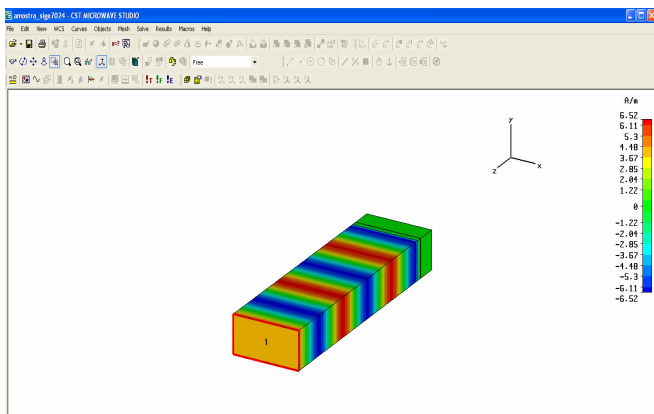 amostra_sige7024 - CST MICROWAVE STUDIO
File Edit View WCS Curves Objects Mesh Solve Results Macros Help
Free
A/m
6.52
6.11
5.3
4.48
3.67
2.85
2.04
1.22
0
-1.22
-2.04
-2.85
-3.67
-4.48
-5.3
-6.11
-6.52
y
z
x
1